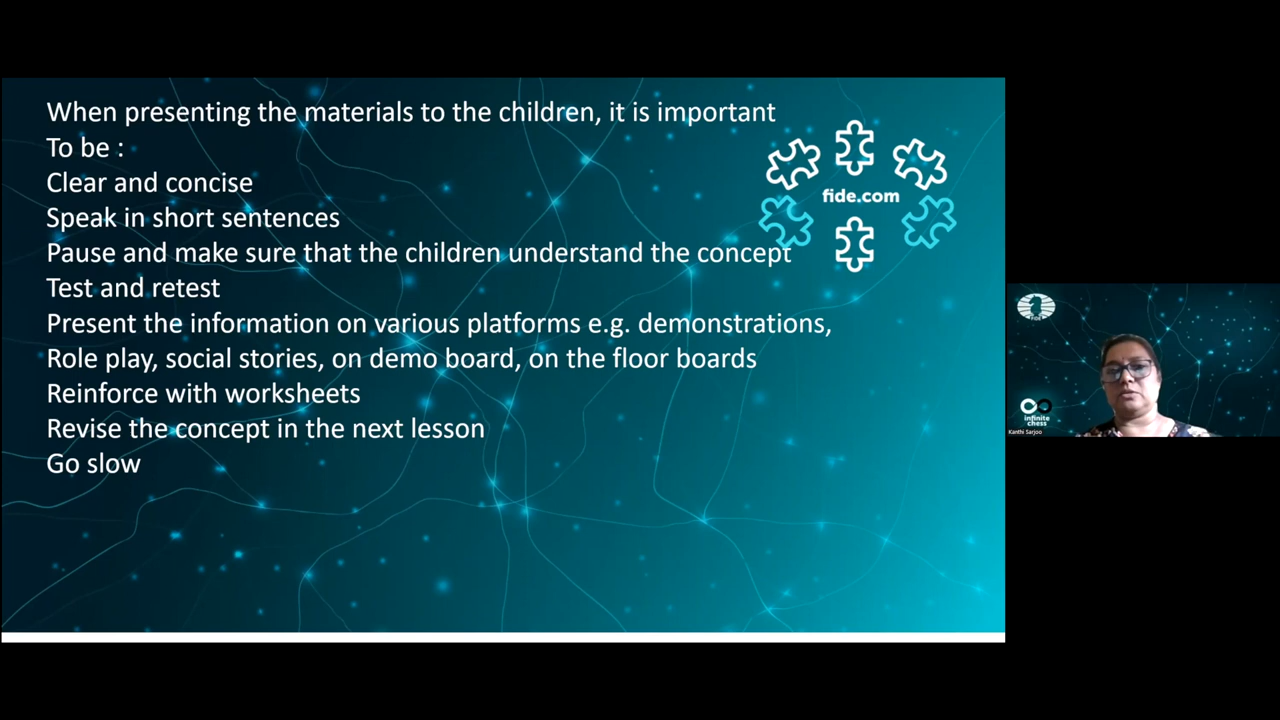 When presenting the materials to the children, it is important
To be :
Clear and concise
Speak in short sentences
Pause and make sure that the children understand the concept
Test and retest
Present the information on various platforms e.g. demonstrations,
Role play, social stories, on demo board, on the floor boards
Reinforce with worksheets
Revise the concept in the next lesson
Go slow
fide.com
infinite
chess
Kanthi Sarjoo